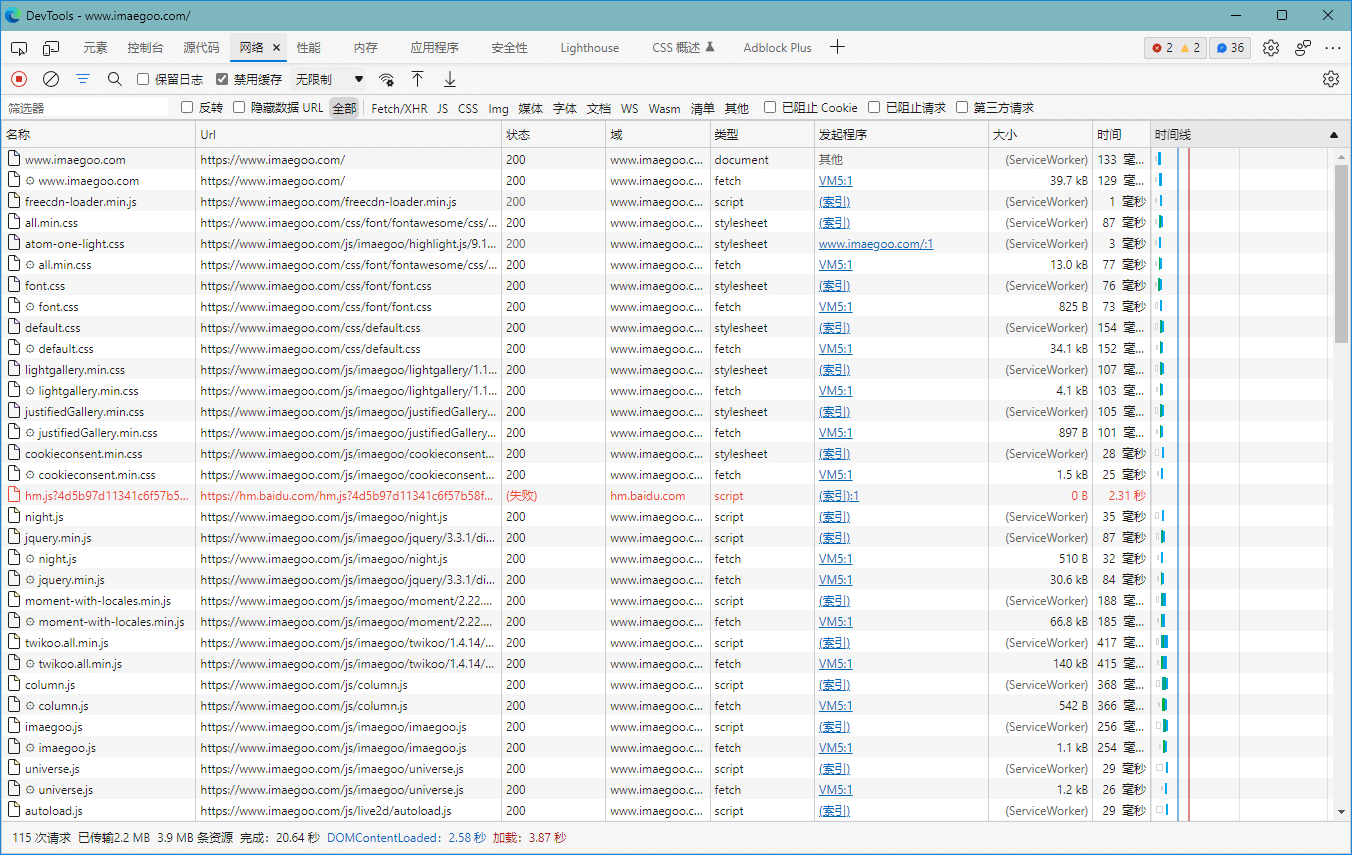 DevTools - www.imaegoo.com/
元素 控制台 源代码 网络 性能 内存 应用程序 安全性 Lighthouse CSS 概述 Adblock Plus 2 2 36
保留日志 禁用缓存 无限制
筛选器 反转 隐藏数据 URL 全部 Fetch/XHR JS CSS Img 媒体 字体 文档 WS Wasm 清单 其他 已阻止 Cookie 已阻止请求 第三方请求
名称 Url 状态 域 类型 发起程序 大小 时间 时间线
www.imaegoo.com https://www.imaegoo.com/ 200 www.imaegoo.c... document 其他 (ServiceWorker) 133 毫...
www.imaegoo.com https://www.imaegoo.com/ 200 www.imaegoo.c... fetch VM5:1 39.7 kB 129 毫...
freecdn-loader.min.js https://www.imaegoo.com/freecdn-loader.min.js 200 www.imaegoo.c... script (索引) (ServiceWorker) 1 毫秒
all.min.css https://www.imaegoo.com/css/font/fontawesome/css/... 200 www.imaegoo.c... stylesheet (索引) (ServiceWorker) 87 毫秒
atom-one-light.css https://www.imaegoo.com/js/imaegoo/highlight.js/9.1... 200 www.imaegoo.c... stylesheet www.imaegoo.com/:1 (ServiceWorker) 3 毫秒
all.min.css https://www.imaegoo.com/css/font/fontawesome/css/... 200 www.imaegoo.c... fetch VM5:1 13.0 kB 77 毫秒
font.css https://www.imaegoo.com/css/font/font.css 200 www.imaegoo.c... stylesheet (索引) (ServiceWorker) 76 毫秒
font.css https://www.imaegoo.com/css/font/font.css 200 www.imaegoo.c... fetch VM5:1 825 B 73 毫秒
default.css https://www.imaegoo.com/css/default.css 200 www.imaegoo.c... stylesheet (索引) (ServiceWorker) 154 毫...
default.css https://www.imaegoo.com/css/default.css 200 www.imaegoo.c... fetch VM5:1 34.1 kB 152 毫...
lightgallery.min.css https://www.imaegoo.com/js/imaegoo/lightgallery/1.1... 200 www.imaegoo.c... stylesheet (索引) (ServiceWorker) 107 毫...
lightgallery.min.css https://www.imaegoo.com/js/imaegoo/lightgallery/1.1... 200 www.imaegoo.c... fetch VM5:1 4.1 kB 103 毫...
justifiedGallery.min.css https://www.imaegoo.com/js/imaegoo/justifiedGallery... 200 www.imaegoo.c... stylesheet (索引) (ServiceWorker) 105 毫...
justifiedGallery.min.css https://www.imaegoo.com/js/imaegoo/justifiedGallery... 200 www.imaegoo.c... fetch VM5:1 897 B 101 毫...
cookieconsent.min.css https://www.imaegoo.com/js/imaegoo/cookieconsent... 200 www.imaegoo.c... stylesheet (索引) (ServiceWorker) 28 毫秒
cookieconsent.min.css https://www.imaegoo.com/js/imaegoo/cookieconsent... 200 www.imaegoo.c... fetch VM5:1 1.5 kB 25 毫秒
hm.js?4d5b97d11341c6f57b5... https://hm.baidu.com/hm.js?4d5b97d11341c6f57b58f... (失败) hm.baidu.com script (索引):1 0 B 2.31 秒
night.js https://www.imaegoo.com/js/imaegoo/night.js 200 www.imaegoo.c... script (索引) (ServiceWorker) 35 毫秒
jquery.min.js https://www.imaegoo.com/js/imaegoo/jquery/3.3.1/di... 200 www.imaegoo.c... script (索引) (ServiceWorker) 87 毫秒
night.js https://www.imaegoo.com/js/imaegoo/night.js 200 www.imaegoo.c... fetch VM5:1 510 B 32 毫秒
jquery.min.js https://www.imaegoo.com/js/imaegoo/jquery/3.3.1/di... 200 www.imaegoo.c... fetch VM5:1 30.6 kB 84 毫秒
moment-with-locales.min.js https://www.imaegoo.com/js/imaegoo/moment/2.22.... 200 www.imaegoo.c... script (索引) (ServiceWorker) 188 毫...
moment-with-locales.min.js https://www.imaegoo.com/js/imaegoo/moment/2.22.... 200 www.imaegoo.c... fetch VM5:1 66.8 kB 185 毫...
twikoo.all.min.js https://www.imaegoo.com/js/imaegoo/twikoo/1.4.14/... 200 www.imaegoo.c... script (索引) (ServiceWorker) 417 毫...
twikoo.all.min.js https://www.imaegoo.com/js/imaegoo/twikoo/1.4.14/... 200 www.imaegoo.c... fetch VM5:1 140 kB 415 毫...
column.js https://www.imaegoo.com/js/column.js 200 www.imaegoo.c... script (索引) (ServiceWorker) 368 毫...
column.js https://www.imaegoo.com/js/column.js 200 www.imaegoo.c... fetch VM5:1 542 B 366 毫...
imaegoo.js https://www.imaegoo.com/js/imaegoo/imaegoo.js 200 www.imaegoo.c... script (索引) (ServiceWorker) 256 毫...
imaegoo.js https://www.imaegoo.com/js/imaegoo/imaegoo.js 200 www.imaegoo.c... fetch VM5:1 1.1 kB 254 毫...
universe.js https://www.imaegoo.com/js/imaegoo/universe.js 200 www.imaegoo.c... script (索引) (ServiceWorker) 29 毫秒
universe.js https://www.imaegoo.com/js/imaegoo/universe.js 200 www.imaegoo.c... fetch VM5:1 1.2 kB 26 毫秒
autoload.js https://www.imaegoo.com/js/live2d/autoload.js 200 www.imaegoo.c... script (索引) (ServiceWorker) 29 毫秒
115 次请求 已传输2.2 MB 3.9 MB 条资源 完成：20.64 秒 DOMContentLoaded：2.58 秒 加载：3.87 秒